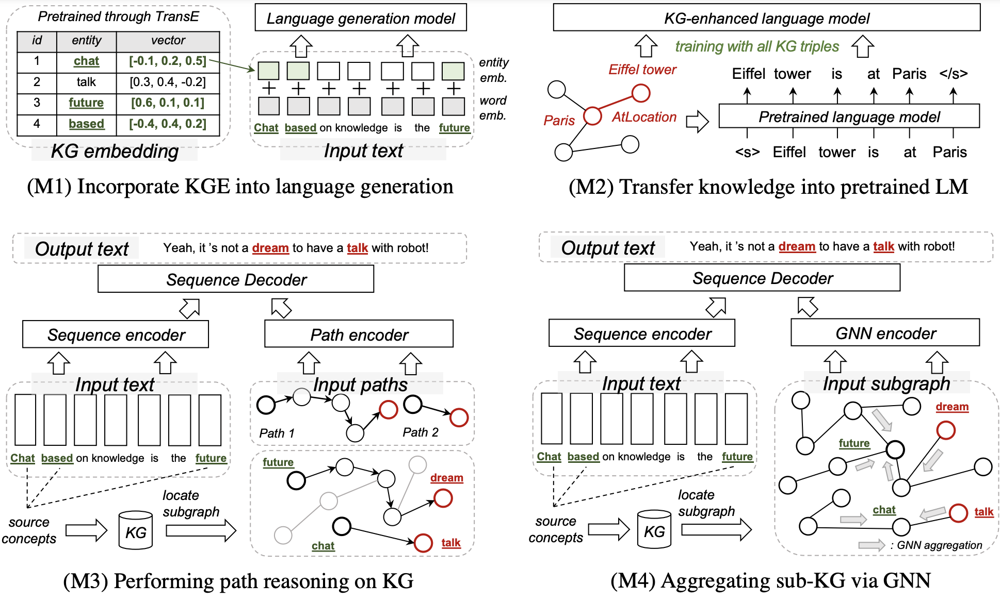 Pretrained through TransE
id entity vector
1 chat [-0.1, 0.2, 0.5]
2 talk [0.3, 0.4, -0.2]
3 future [0.6, 0.1, 0.1]
4 based [-0.4, 0.4, 0.2]
KG embedding
Language generation model
entity
emb.
+ + + + + + +
word
emb.
Chat based on knowledge is the future
Input text
(M1) Incorporate KGE into language generation
KG-enhanced language model
training with all KG triples
Eiffel tower
Paris
AtLocation
Eiffel tower is at Paris </s>
Pretrained language model
<s> Eiffel tower is at Paris
(M2) Transfer knowledge into pretrained LM
Output text
Yeah, it 's not a dream to have a talk with robot!
Sequence Decoder
Sequence encoder
Path encoder
Input text
Chat based on knowledge is the future
source
concepts
KG
locate
subgraph
Input paths
Path 1
Path 2
future
dream
chat
talk
(M3) Performing path reasoning on KG
Output text
Yeah, it 's not a dream to have a talk with robot!
Sequence Decoder
Sequence encoder
GNN encoder
Input text
Chat based on knowledge is the future
source
concepts
KG
locate
subgraph
Input subgraph
dream
future
chat
talk
: GNN aggregation
(M4) Aggregating sub-KG via GNN